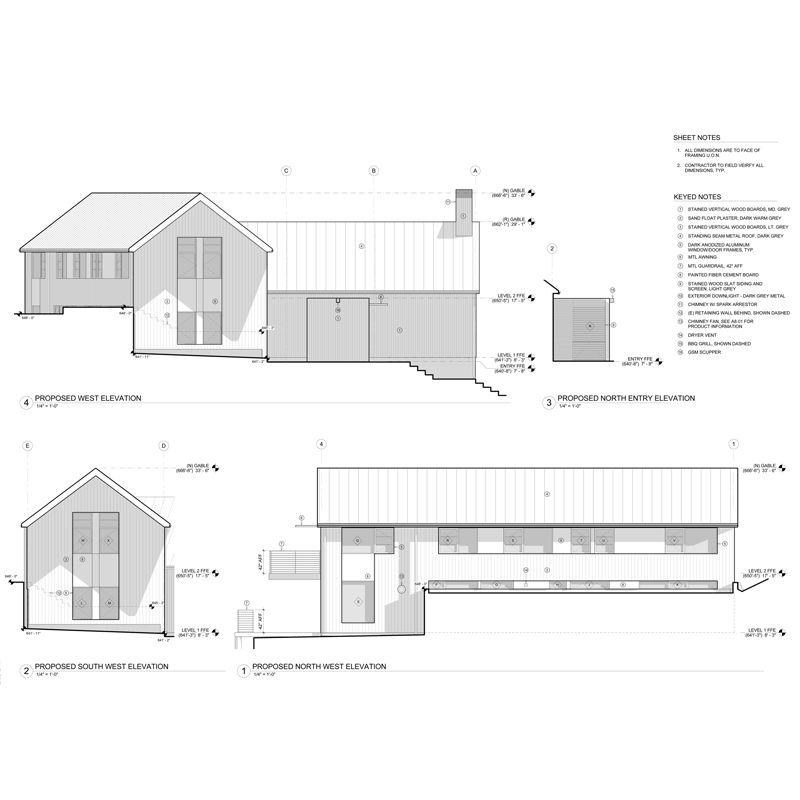 SHEET NOTES
1. ALL DIMENSIONS ARE TO FACE OF
FRAMING U.O.N.
2. CONTRACTOR TO FIELD VEIRFY ALL
DIMENSIONS, TYP.
KEYED NOTES
1 STAINED VERTICAL WOOD BOARDS, MD. GREY
2 SAND FLOAT PLASTER, DARK WARM GREY
3 STAINED VERTICAL WOOD BOARDS, LT. GREY
4 STANDING SEAM METAL ROOF, DARK GREY
5 DARK ANODIZED ALUMINUM
WINDOW/DOOR FRAMES, TYP.
6 MTL AWNING
7 MTL GUARDRAIL, 42" AFF
8 PAINTED FIBER CEMENT BOARD
9 STAINED WOOD SLAT SIDING AND
SCREEN, LIGHT GREY
10 EXTERIOR DOWNLIGHT - DARK GREY METAL
11 CHIMNEY W/ SPARK ARRESTOR
12 (E) RETAINING WALL BEHIND, SHOWN DASHED
13 CHIMNEY FAN, SEE A8.01 FOR
PRODUCT INFORMATION
14 DRYER VENT
15 BBQ GRILL, SHOWN DASHED
16 GSM SCUPPER
C
B
A
(N) GABLE
(666'-6") 33' - 6"
(R) GABLE
(662'-1") 29' - 1"
LEVEL 2 FFE
(650'-5") 17' - 5"
LEVEL 1 FFE
(641'-3") 8' - 3"
ENTRY FFE
(640'-8") 7' - 8"
4 PROPOSED WEST ELEVATION
1/4" = 1'-0"
2
ENTRY FFE
(640'-8") 7' - 8"
3 PROPOSED NORTH ENTRY ELEVATION
1/4" = 1'-0"
E
D
(N) GABLE
(666'-6") 33' - 6"
LEVEL 2 FFE
(650'-5") 17' - 5"
LEVEL 1 FFE
(641'-3") 8' - 3"
2 PROPOSED SOUTH WEST ELEVATION
1/4" = 1'-0"
4
1
(N) GABLE
(666'-6") 33' - 6"
42" AFF
42" AFF
LEVEL 2 FFE
(650'-5") 17' - 5"
LEVEL 1 FFE
(641'-3") 8' - 3"
1 PROPOSED NORTH WEST ELEVATION
1/4" = 1'-0"